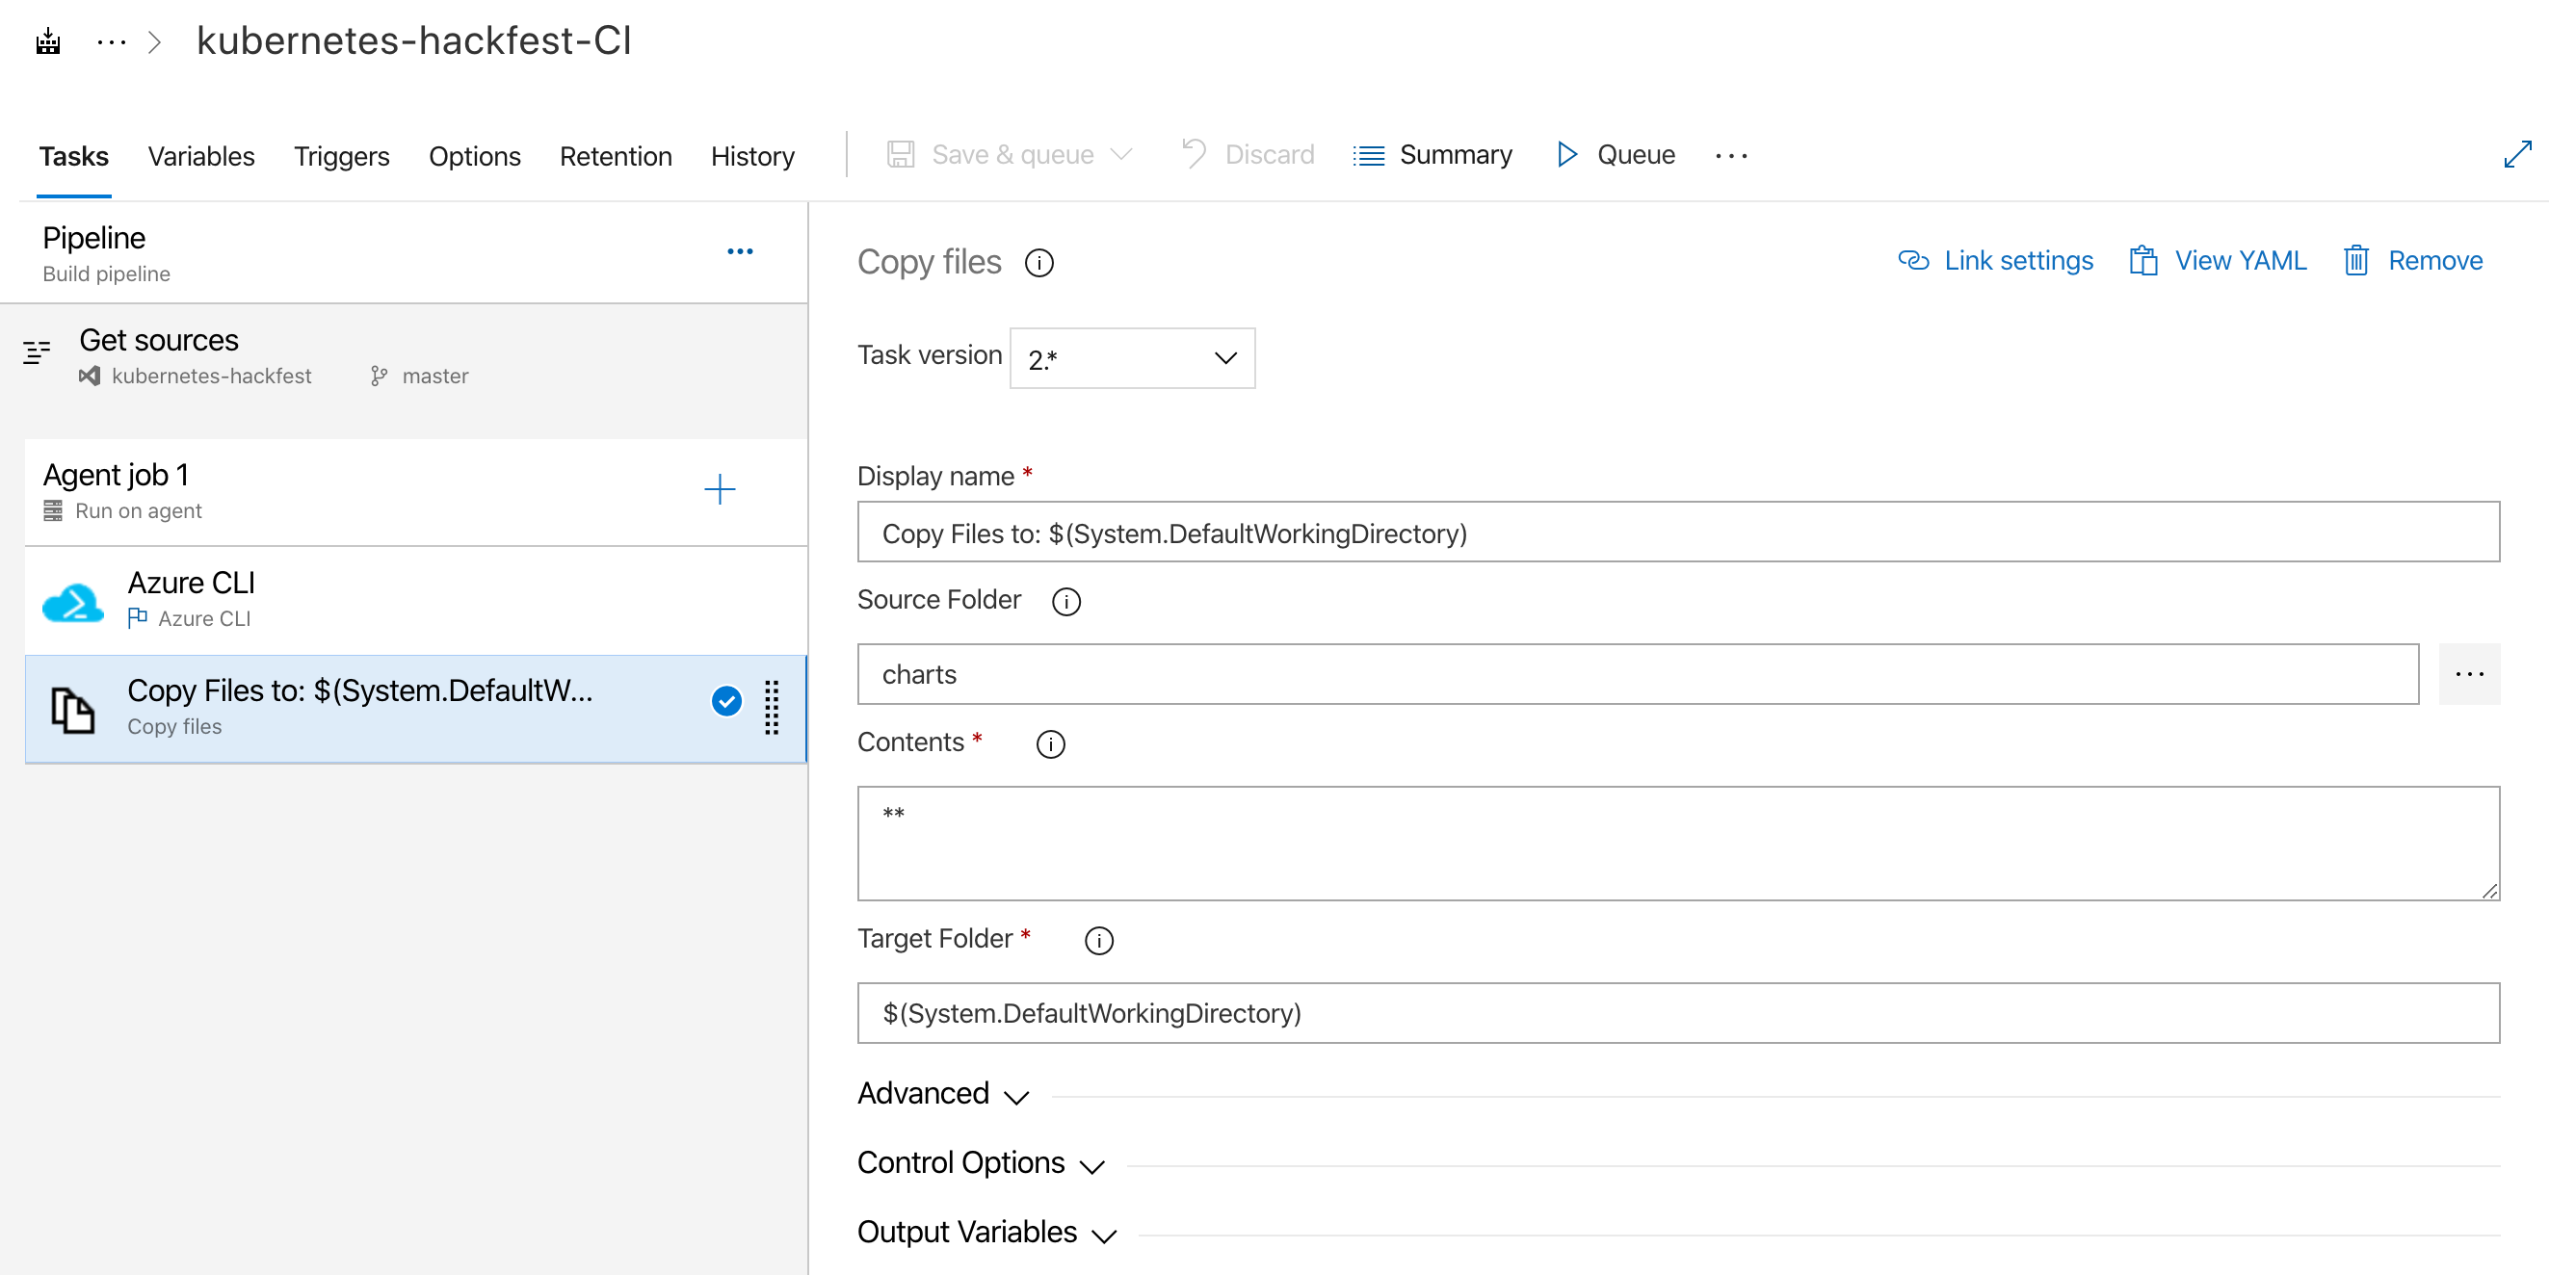 kubernetes-hackfest-CI
Tasks Variables Triggers Options Retention History Save & queue Discard Summary Queue
Pipeline
Build pipeline
Get sources
kubernetes-hackfest master
Agent job 1
Run on agent
Azure CLI
Azure CLI
Copy Files to: $(System.DefaultW...
Copy files
Copy files Link settings View YAML Remove
Task version 2.*
Display name *
Copy Files to: $(System.DefaultWorkingDirectory)
Source Folder
charts
Contents *
**
Target Folder *
$(System.DefaultWorkingDirectory)
Advanced
Control Options
Output Variables